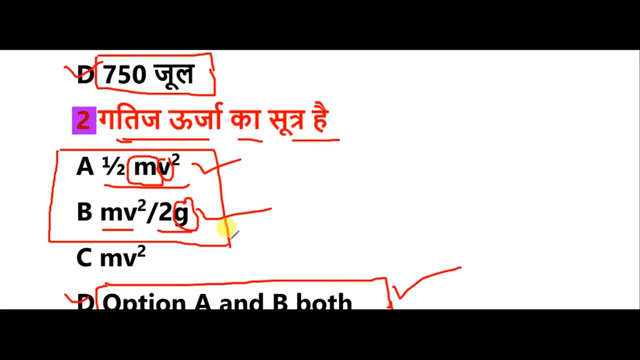 D 750 जूल
2 गतिज ऊर्जा का सूत्र है
A ½ mv²
B mv²/2g
C mv²
D Option A and B both